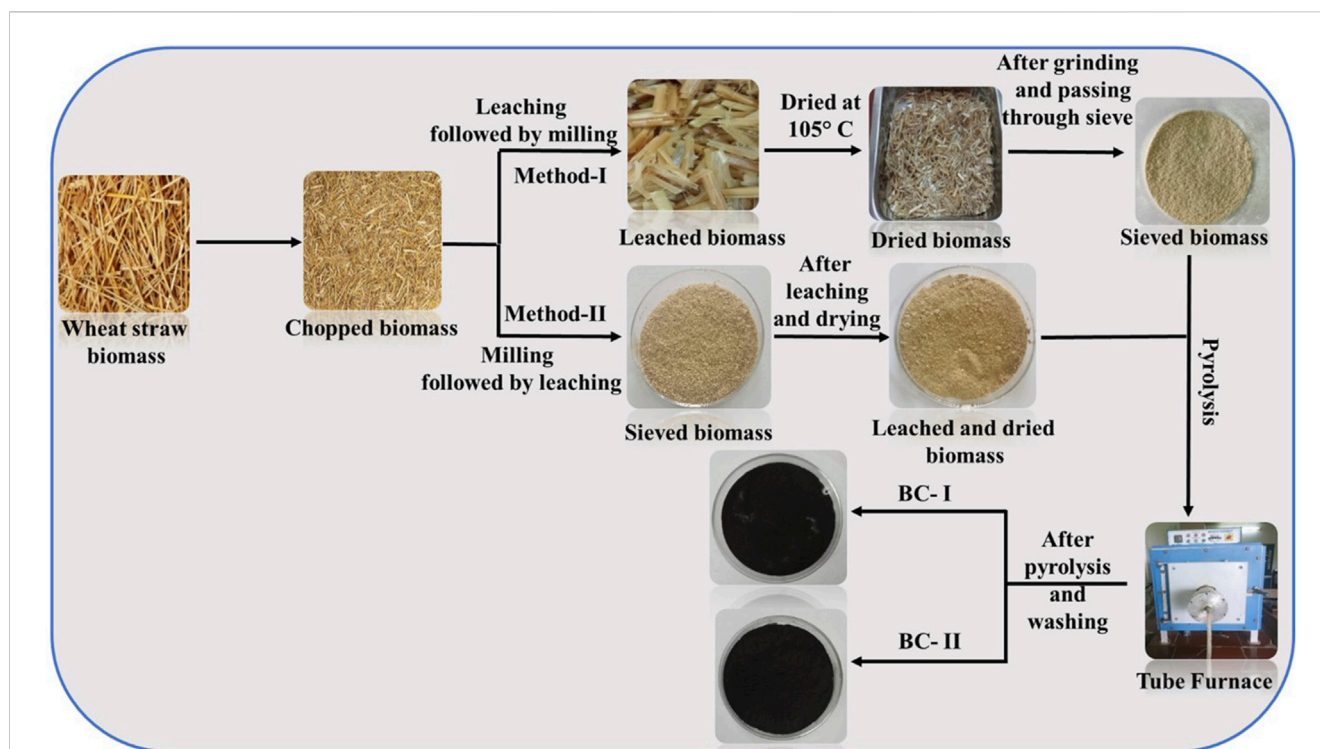 Wheat straw
biomass
Chopped biomass
Leaching
followed by milling
Method-I
Leached biomass
Dried at
105° C
Dried biomass
After grinding
and passing
through sieve
Sieved biomass
Method-II
Milling
followed by leaching
Sieved biomass
After
leaching
and drying
Leached and dried
biomass
Pyrolysis
Tube Furnace
After
pyrolysis
and
washing
BC- I
BC- II